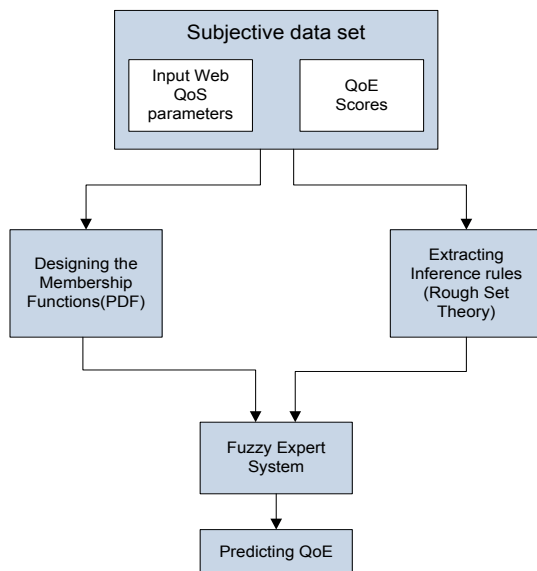 Subjective data set
Input Web
QoS
parameters
QoE
Scores
Designing the
Membership
Functions(PDF)
Extracting
Inference rules
(Rough Set
Theory)
Fuzzy Expert
System
Predicting QoE